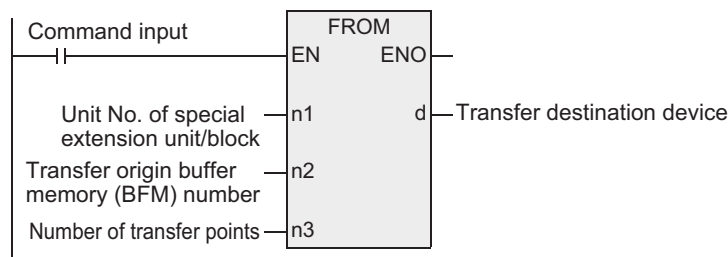 Command input
FROM
EN ENO
Unit No. of special
extension unit/block
n1 d Transfer destination device
Transfer origin buffer
memory (BFM) number
n2
Number of transfer points n3